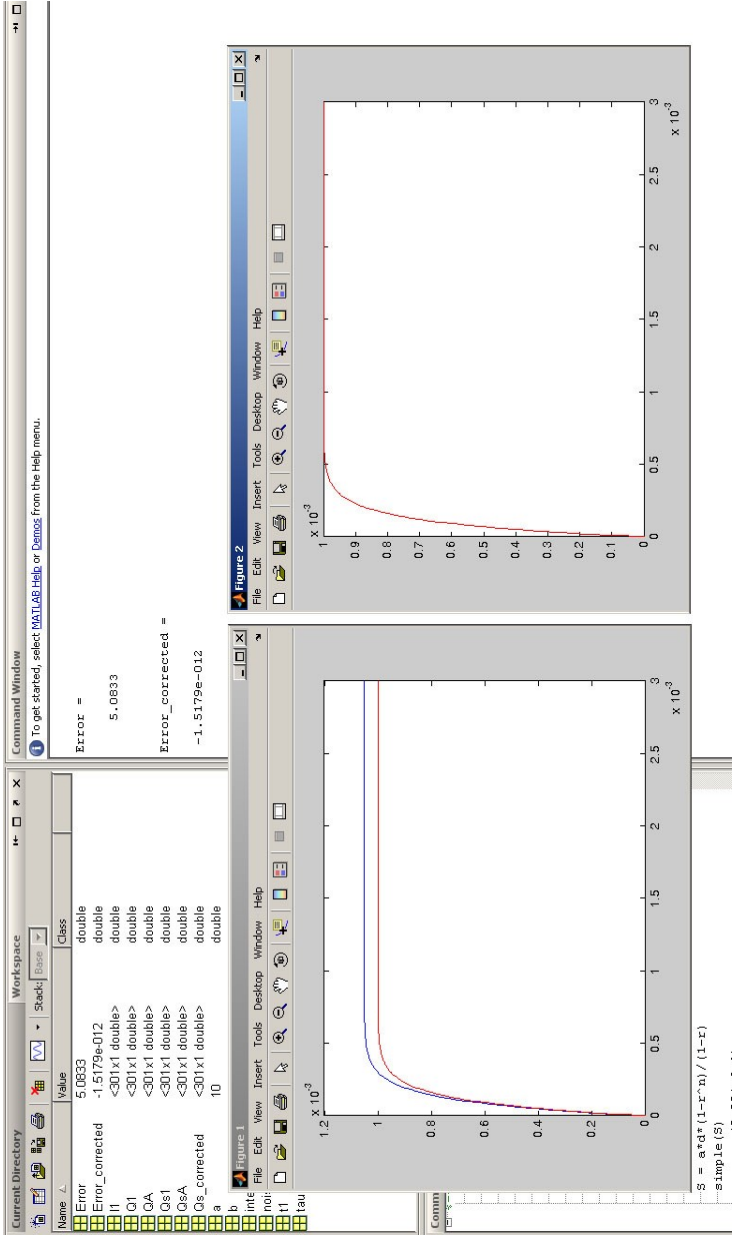 Current Directory
Workspace
Stack: Base
Name
Value
Class
Error 5.0833 double
Error_corrected -1.5179e-012 double
I1 <301x1 double> double
Q1 <301x1 double> double
QA <301x1 double> double
Qs1 <301x1 double> double
QsA <301x1 double> double
Qs_corrected <301x1 double> double
a 10 double
b
inte
noi
t1
tau
Comm
S = a*d*(1-r^n)/(1-r)
simple(S)
Command Window
To get started, select MATLAB Help or Demos from the Help menu.
Error =
5.0833
Error_corrected =
-1.5179e-012
Figure 1
File Edit View Insert Tools Desktop Window Help
x 10-3
1.2
1
0.8
0.6
0.4
0.2
0
0 0.5 1 1.5 2 2.5 3
x 10-3
Figure 2
File Edit View Insert Tools Desktop Window Help
x 10-3
1
0.9
0.8
0.7
0.6
0.5
0.4
0.3
0.2
0.1
0
0 0.5 1 1.5 2 2.5 3
x 10-3